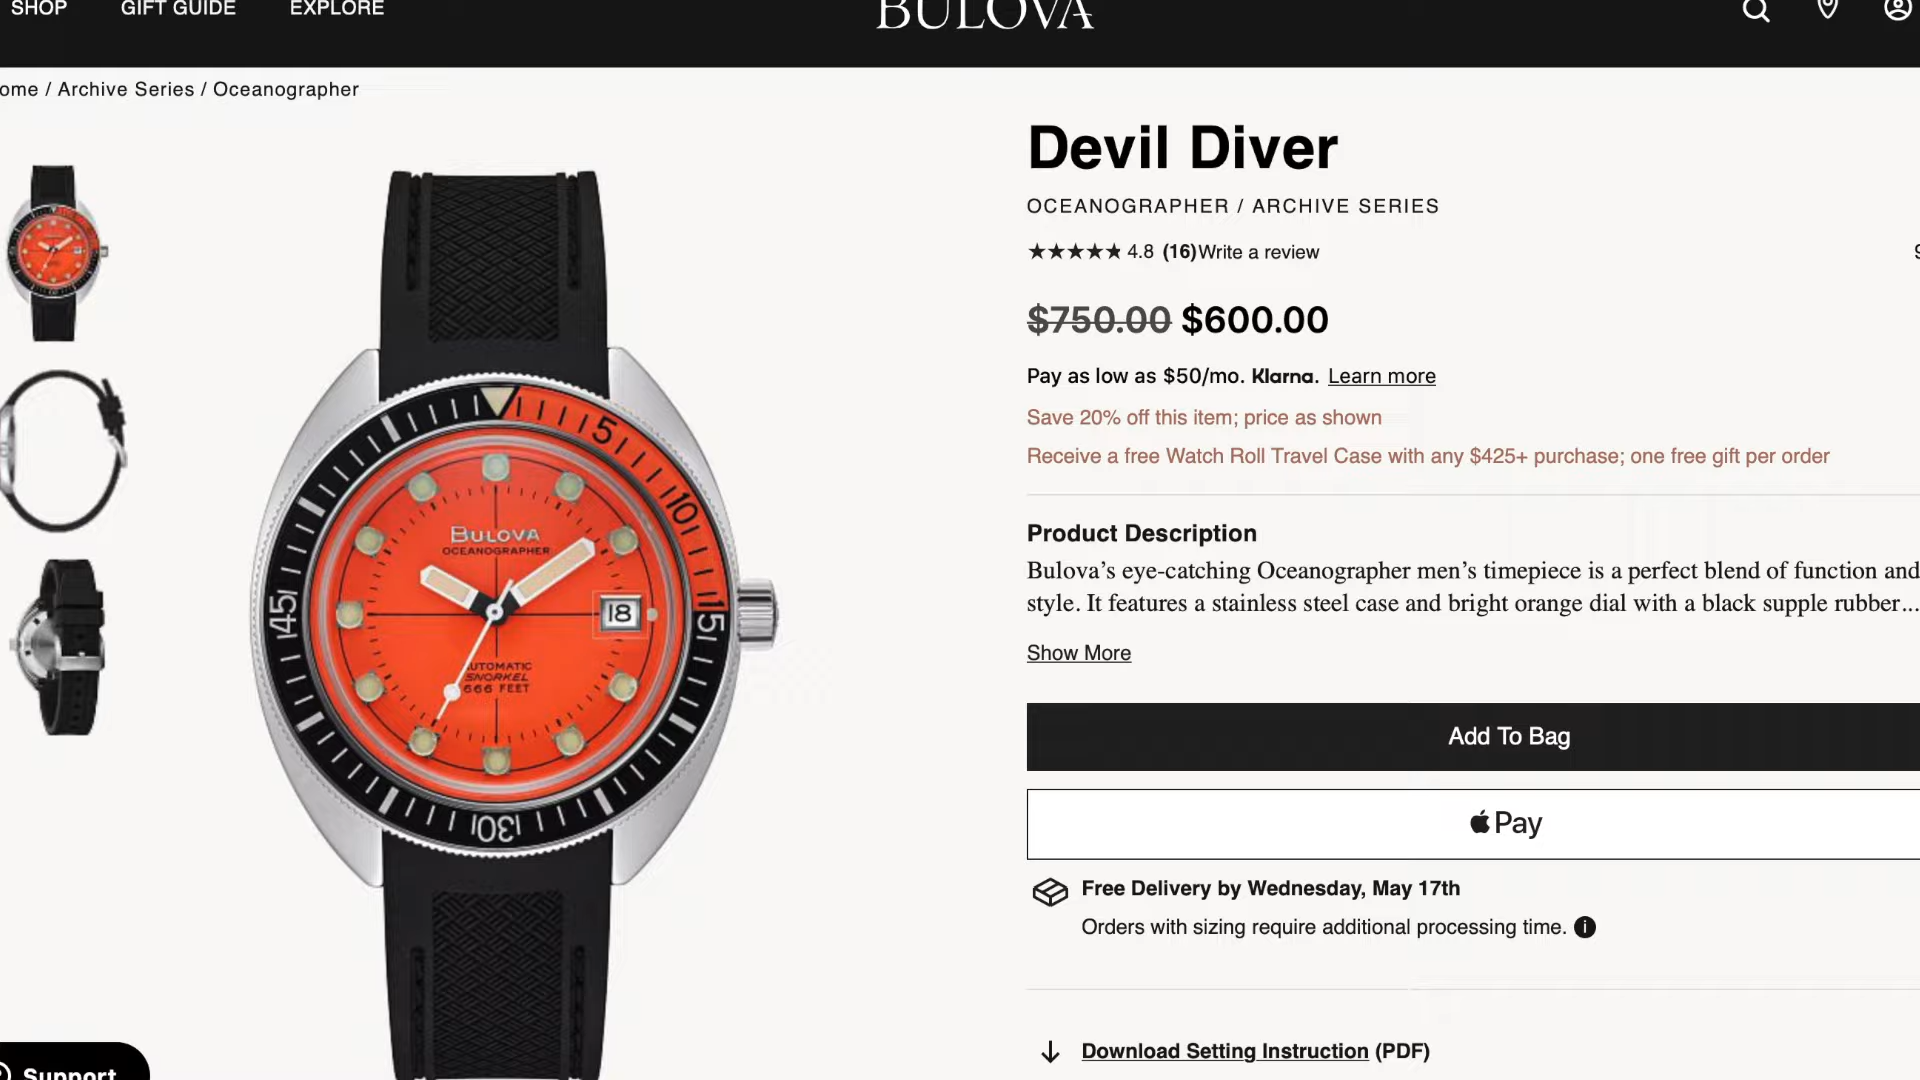 SHOP GIFT GUIDE EXPLORE
BULOVA
ome / Archive Series / Oceanographer
Devil Diver
OCEANOGRAPHER / ARCHIVE SERIES
★★★★★ 4.8 (16) Write a review
$750.00 $600.00
Pay as low as $50/mo. Klarna. Learn more
Save 20% off this item; price as shown
Receive a free Watch Roll Travel Case with any $425+ purchase; one free gift per order
Product Description
Bulova’s eye-catching Oceanographer men’s timepiece is a perfect blend of function and
style. It features a stainless steel case and bright orange dial with a black supple rubber...
Show More
Add To Bag
Pay
Free Delivery by Wednesday, May 17th
Orders with sizing require additional processing time.
Download Setting Instruction (PDF)
5
10
15
30
45
BULOVA
OCEANOGRAPHER
18
UTOMATIC
SNORKEL
666 FEET
Support